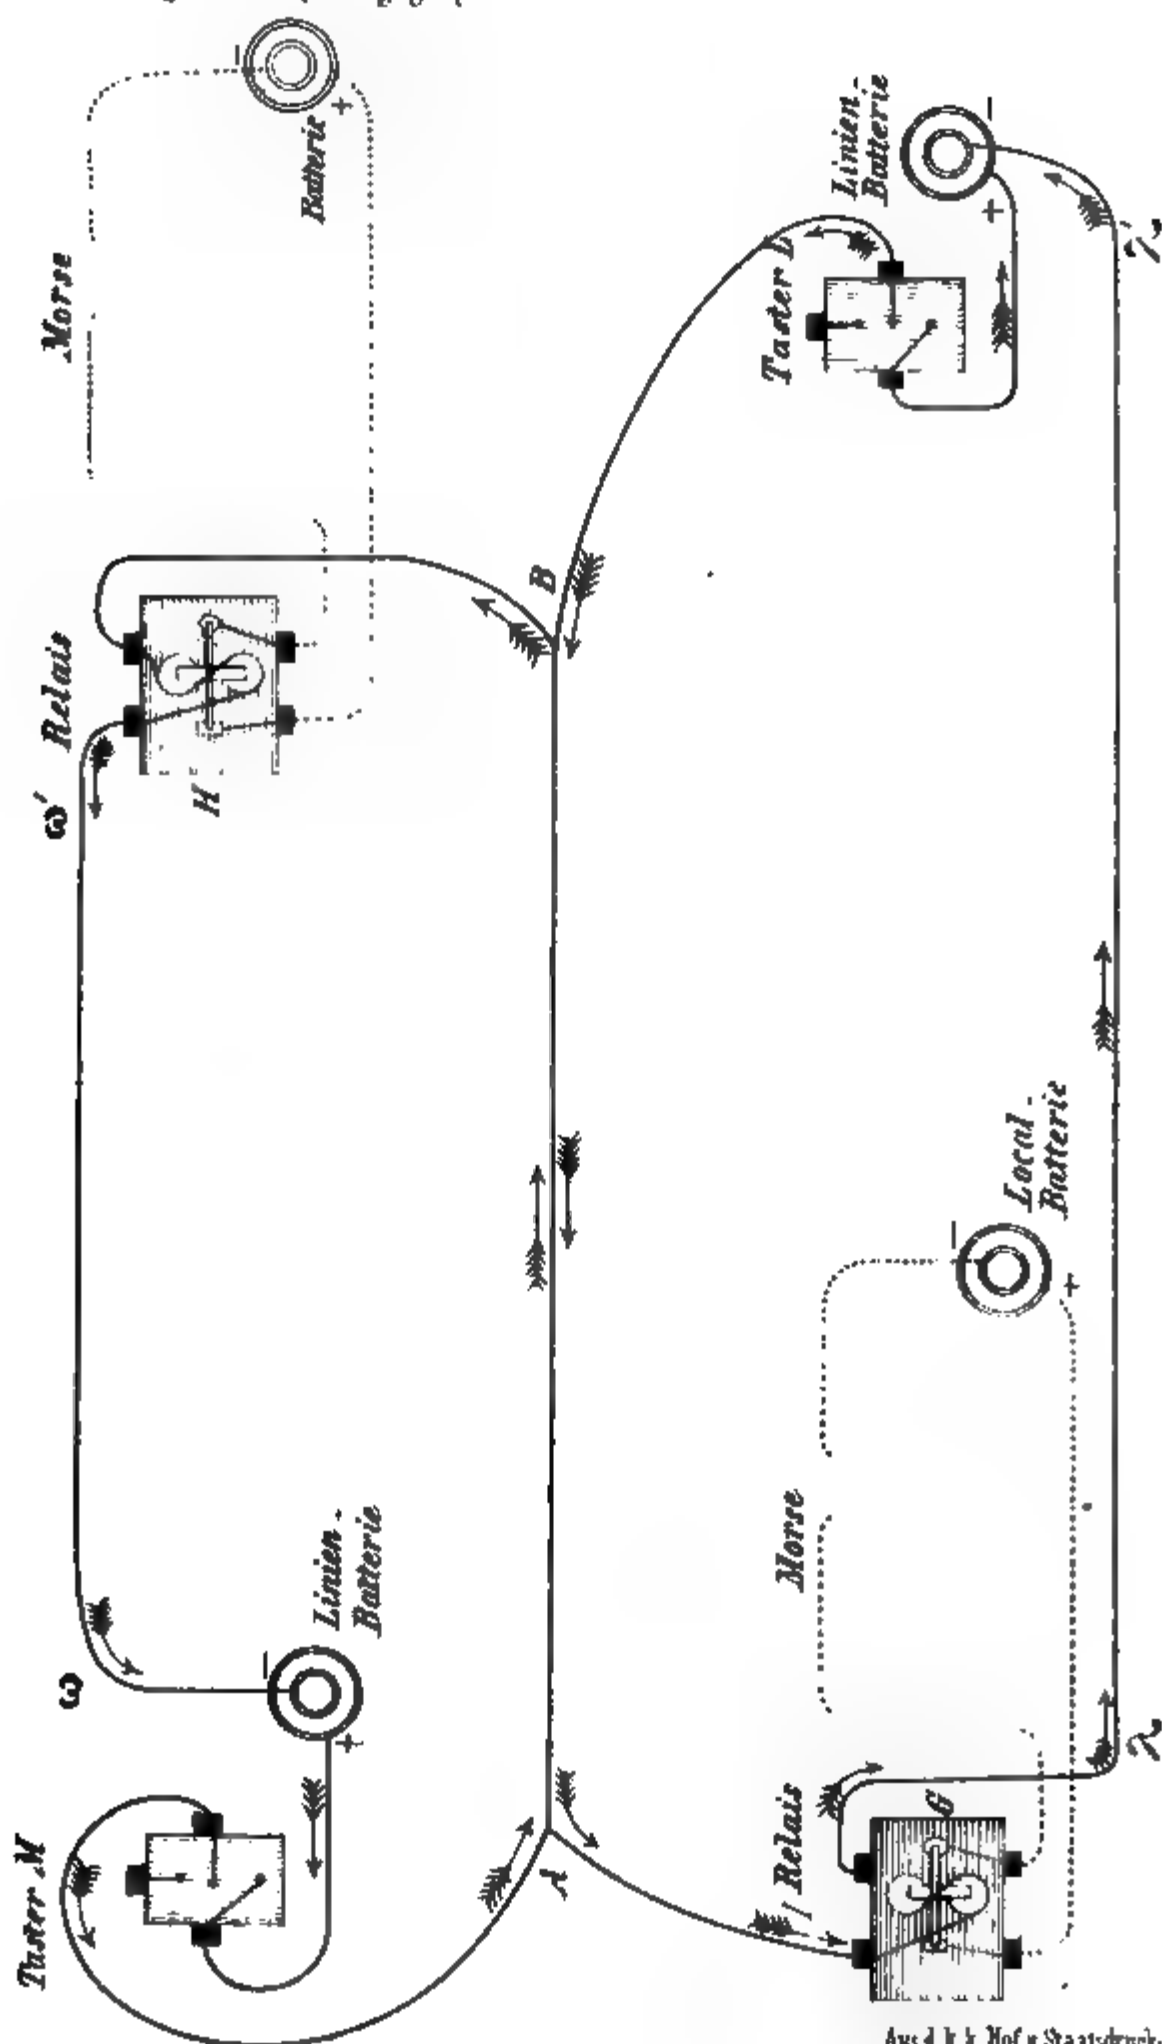 Morse
Batterie
-
+
Linien-
Batterie
-
+
Taster L
Relais
ω'
H
B
λ'
Local-
Batterie
-
+
Morse
Linien-
Batterie
-
+
ω
Taster M
A
Relais
G
λ
Aus d. k. k. Hof u. Staatsdruck